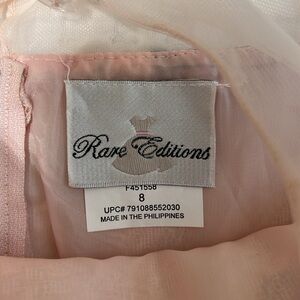 Rare Editions
F451558
8
UPC# 791088552030
MADE IN THE PHILIPPINES